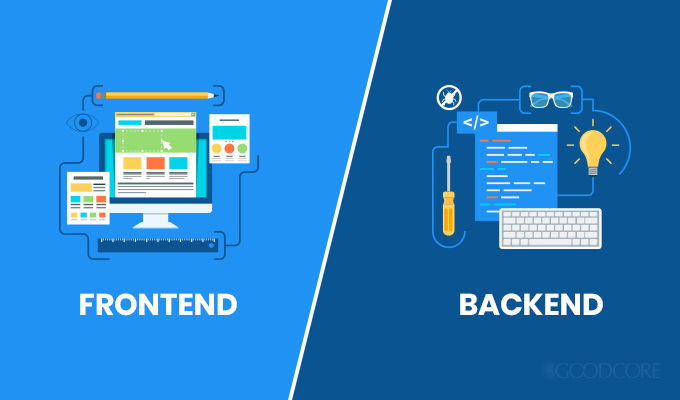 </>
FRONTEND
BACKEND
GOODCORE